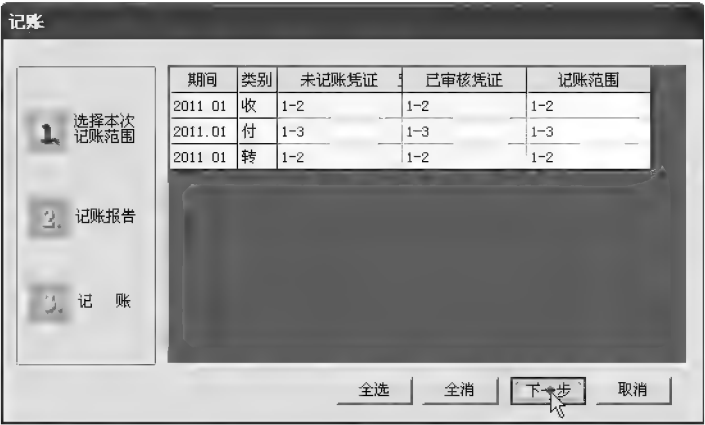 记账
期间 类别 未记账凭证 已审核凭证 记账范围
2011 01 收 1-2 1-2 1-2
2011.01 付 1-3 1-3 1-3
2011 01 转 1-2 1-2 1-2
1. 选择本次
记账范围
2. 记账报告
3. 记 账
全选 全消 下一步 取消